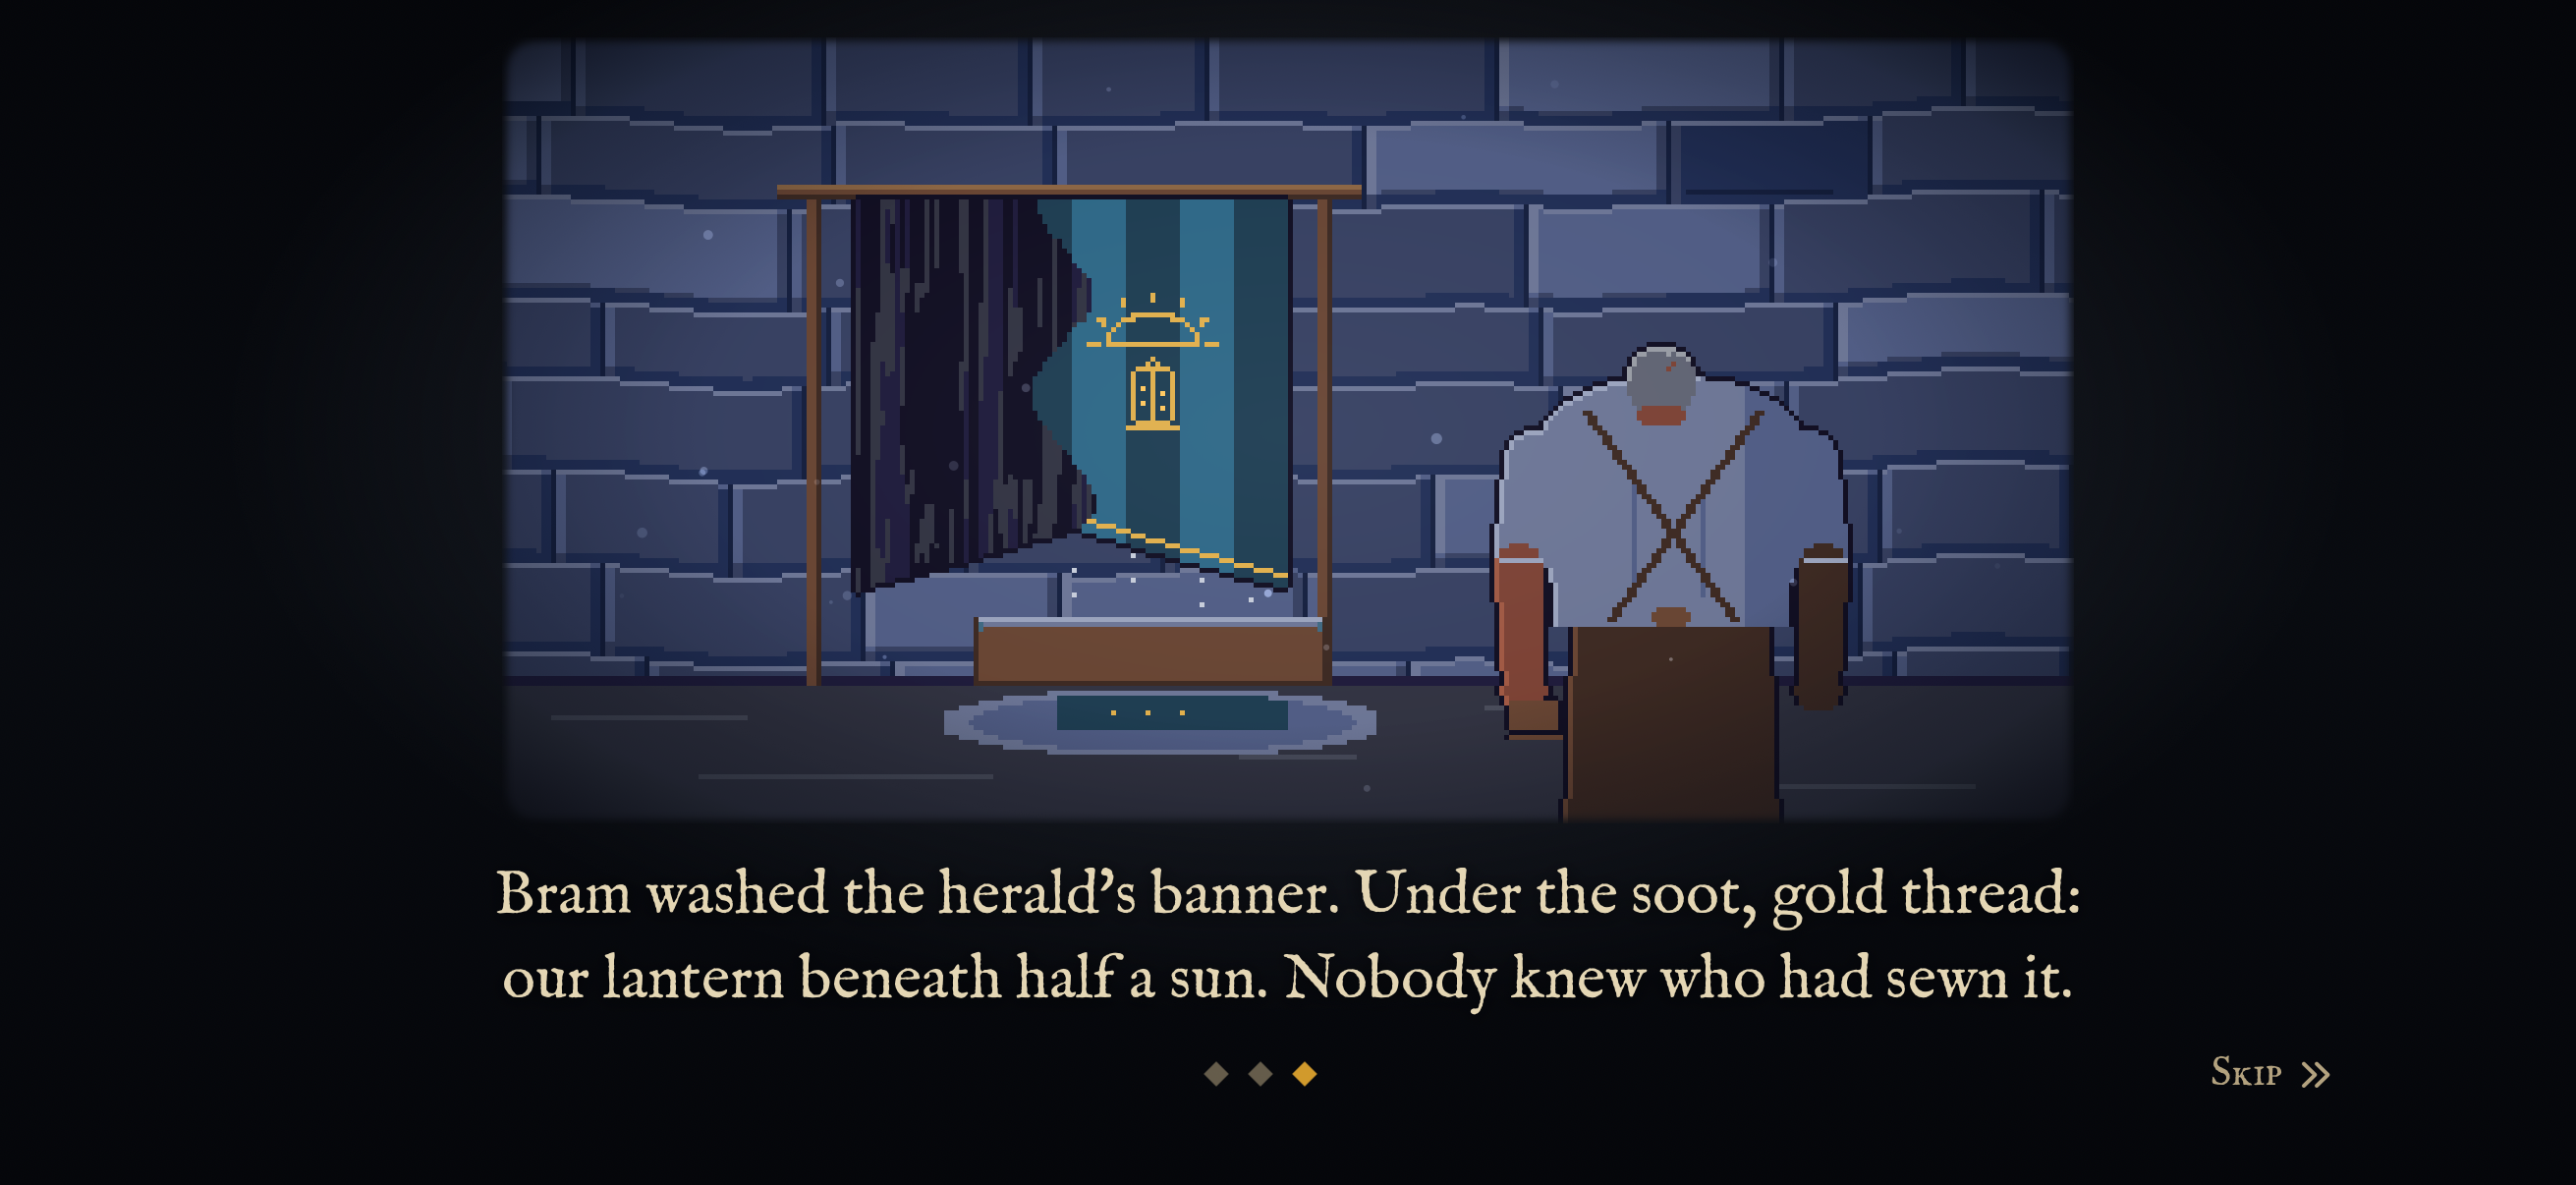 Bram washed the herald’s banner. Under the soot, gold thread:
our lantern beneath half a sun. Nobody knew who had sewn it.
Skip »